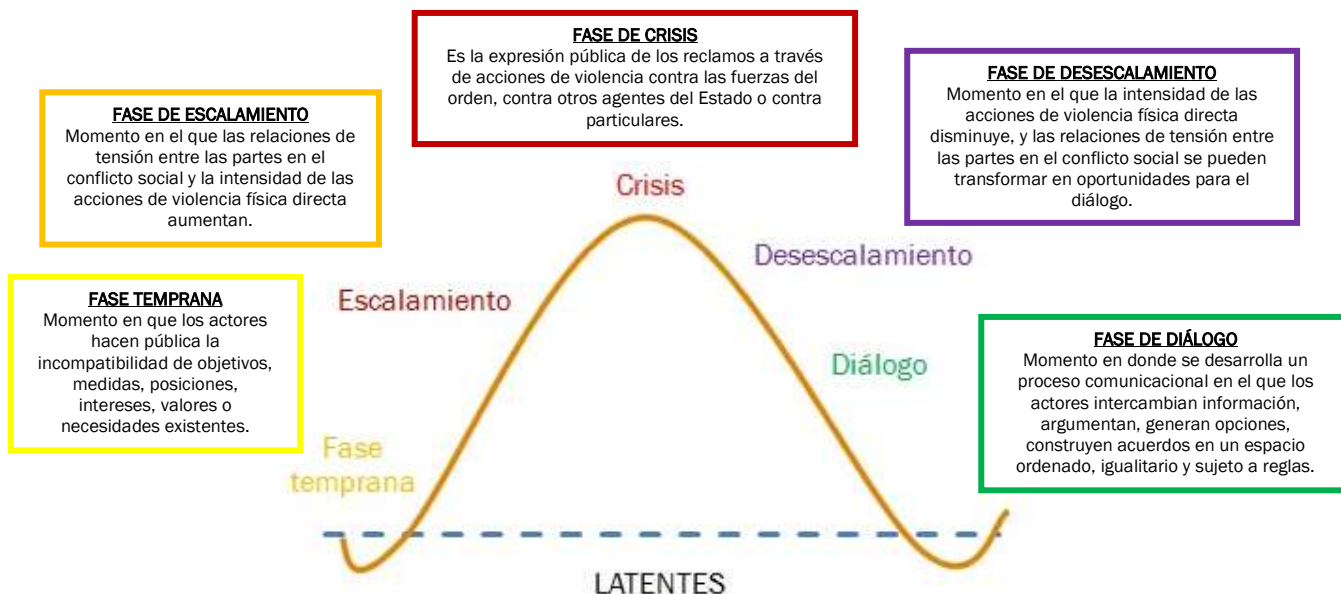 FASE DE CRISIS
Es la expresión pública de los reclamos a través
de acciones de violencia contra las fuerzas del
orden, contra otros agentes del Estado o contra
particulares.
FASE DE DESESCALAMIENTO
Momento en el que la intensidad de las
acciones de violencia física directa
disminuye, y las relaciones de tensión entre
las partes en el conflicto social se pueden
transformar en oportunidades para el
diálogo.
FASE DE ESCALAMIENTO
Momento en el que las relaciones de
tensión entre las partes en el
conflicto social y la intensidad de las
acciones de violencia física directa
aumentan.
Crisis
Desescalamiento
FASE TEMPRANA
Momento en que los actores
hacen pública la
incompatibilidad de objetivos,
medidas, posiciones,
intereses, valores o
necesidades existentes.
Escalamiento
Diálogo
FASE DE DIÁLOGO
Momento en donde se desarrolla un
proceso comunicacional en el que los
actores intercambian información,
argumentan, generan opciones,
construyen acuerdos en un espacio
ordenado, igualitario y sujeto a reglas.
Fase
temprana
LATENTES